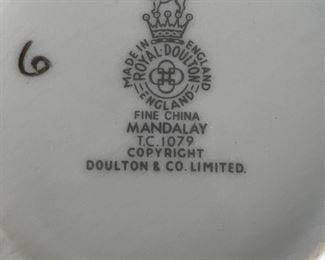 6
MADE IN ENGLAND
ROYAL·DOULTON
ENGLAND
FINE CHINA
MANDALAY
T.C.1079
COPYRIGHT
DOULTON & CO. LIMITED.